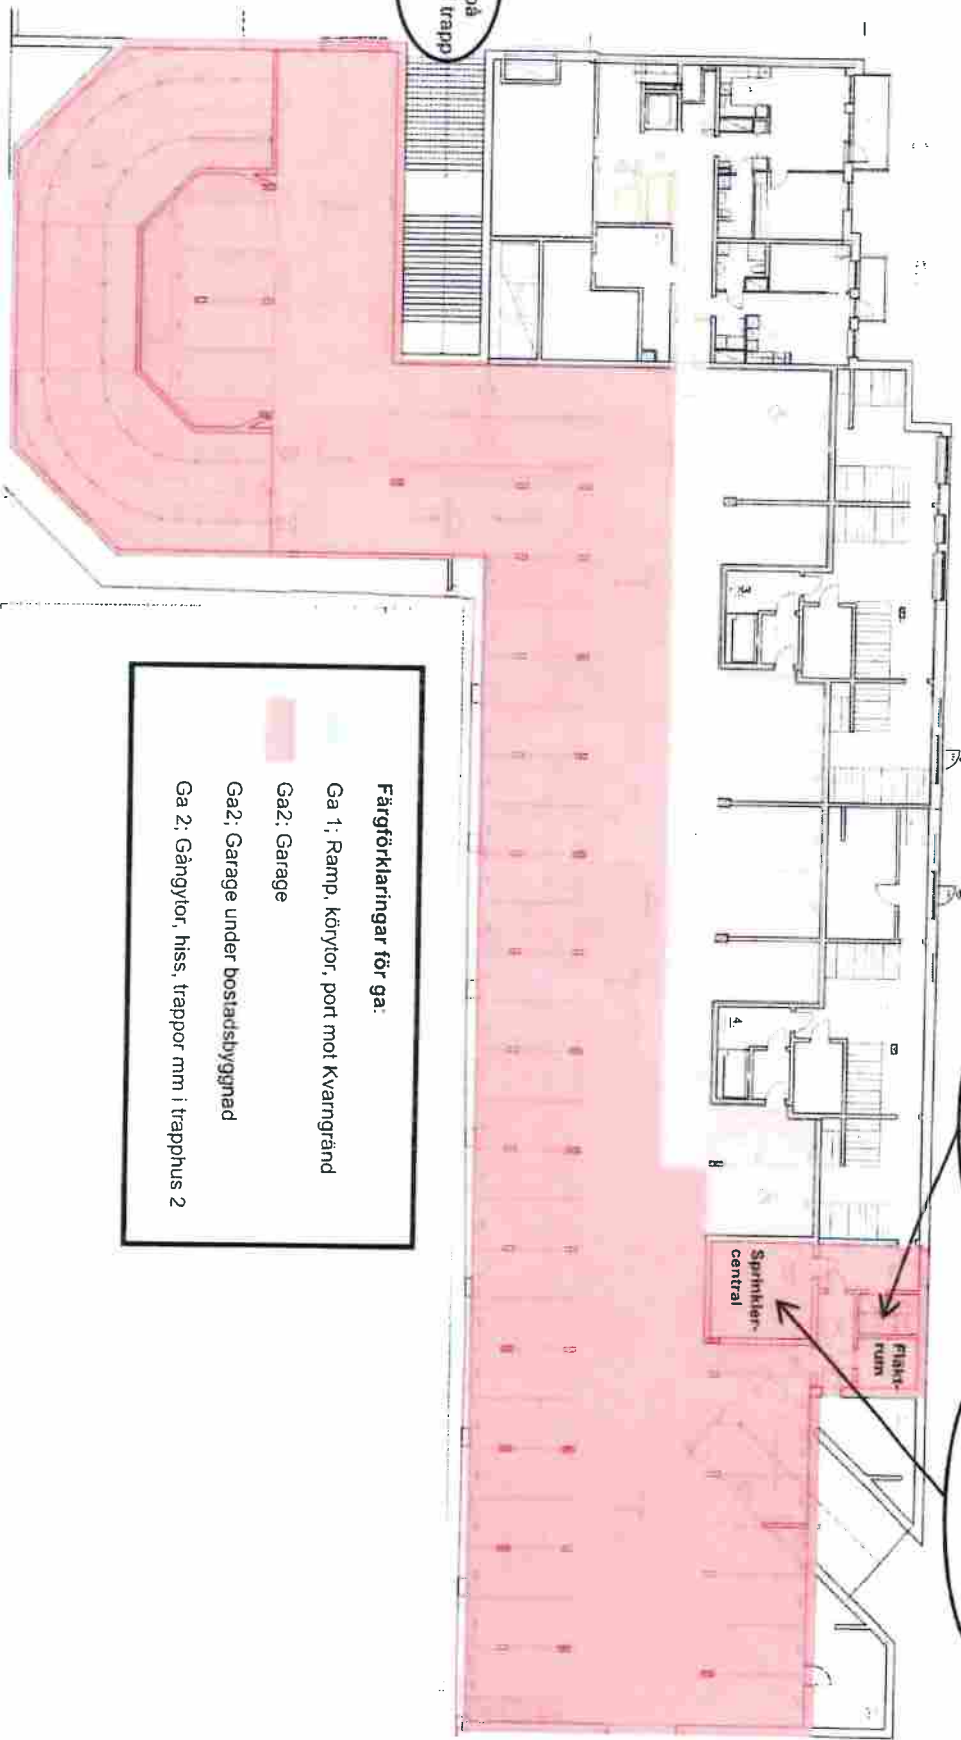 på
trapp
3.
4.
Sprinkler-
central
Fläkt-
rum
Färgförklaringar för ga:
Ga 1; Ramp, körytor, port mot Kvarngränd
Ga2; Garage
Ga2; Garage under bostadsbyggnad
Ga 2; Gångytor, hiss, trappor mm i trapphus 2